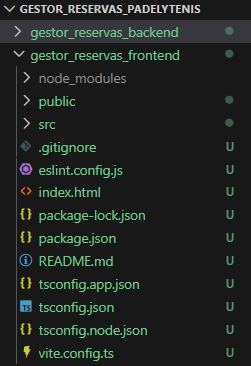 GESTOR_RESERVAS_PADELYTENIS
gestor_reservas_backend
gestor_reservas_frontend
node_modules
public
src
.gitignore U
eslint.config.js U
index.html U
package-lock.json U
package.json U
README.md U
tsconfig.app.json U
TS tsconfig.json U
tsconfig.node.json U
vite.config.ts U